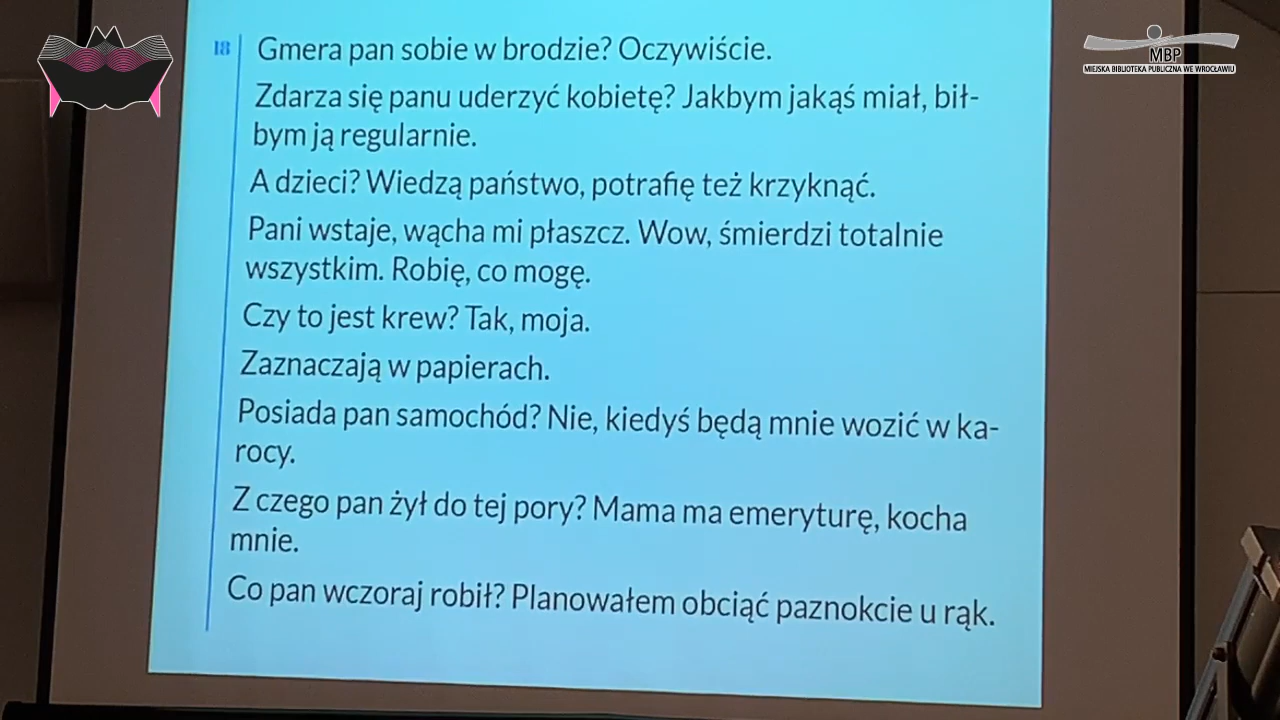 MBP
MIEJSKA BIBLIOTEKA PUBLICZNA WE WROCŁAWIU
18
Gmera pan sobie w brodzie? Oczywiście.
Zdarza się panu uderzyć kobietę? Jakbym jakąś miał, bił-
bym ją regularnie.
A dzieci? Wiedzą państwo, potrafię też krzyknąć.
Pani wstaje, wącha mi płaszcz. Wow, śmierdzi totalnie
wszystkim. Robię, co mogę.
Czy to jest krew? Tak, moja.
Zaznaczają w papierach.
Posiada pan samochód? Nie, kiedyś będą mnie wozić w ka-
rocy.
Z czego pan żył do tej pory? Mama ma emeryturę, kocha
mnie.
Co pan wczoraj robił? Planowałem obciąć paznokcie u rąk.